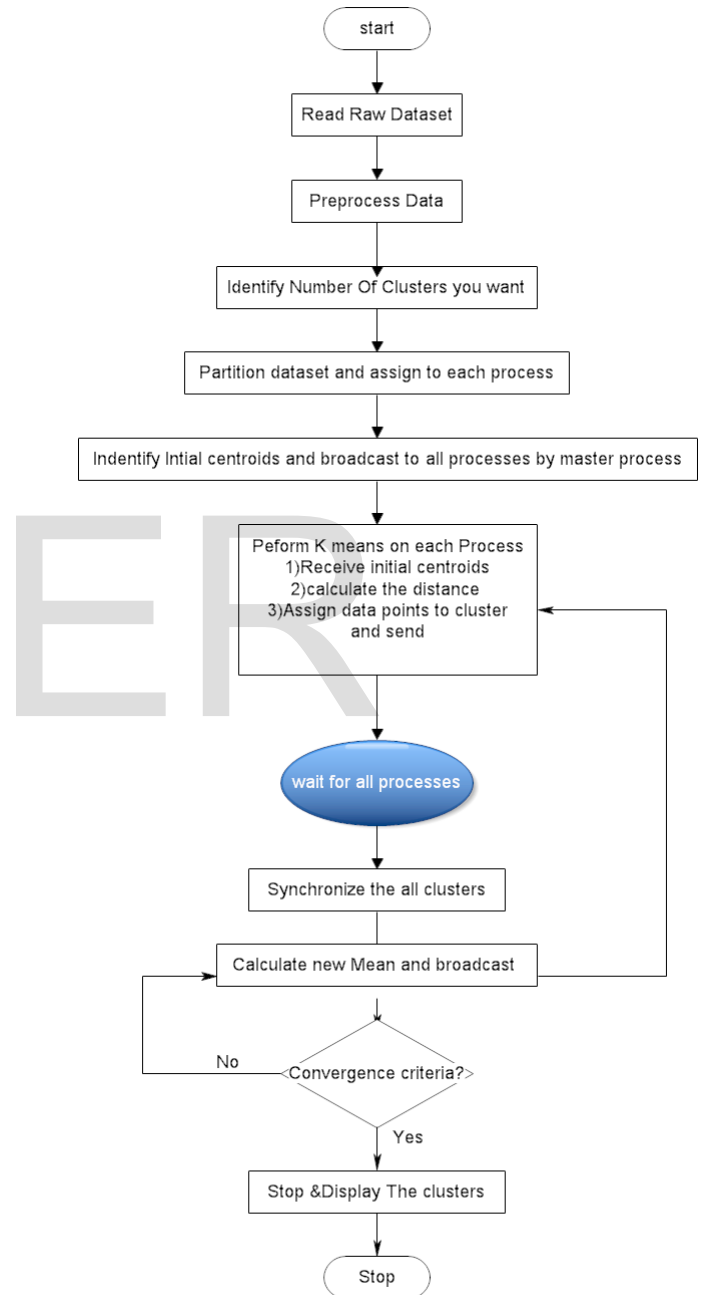 start
Read Raw Dataset
Preprocess Data
Identify Number Of Clusters you want
Partition dataset and assign to each process
Indentify Intial centroids and broadcast to all processes by master process
Peform K means on each Process
1)Receive initial centroids
2)calculate the distance
3)Assign data points to cluster
and send
ER
wait for all processes
Synchronize the all clusters
Calculate new Mean and broadcast
No
Convergence criteria?
Yes
Stop &Display The clusters
Stop